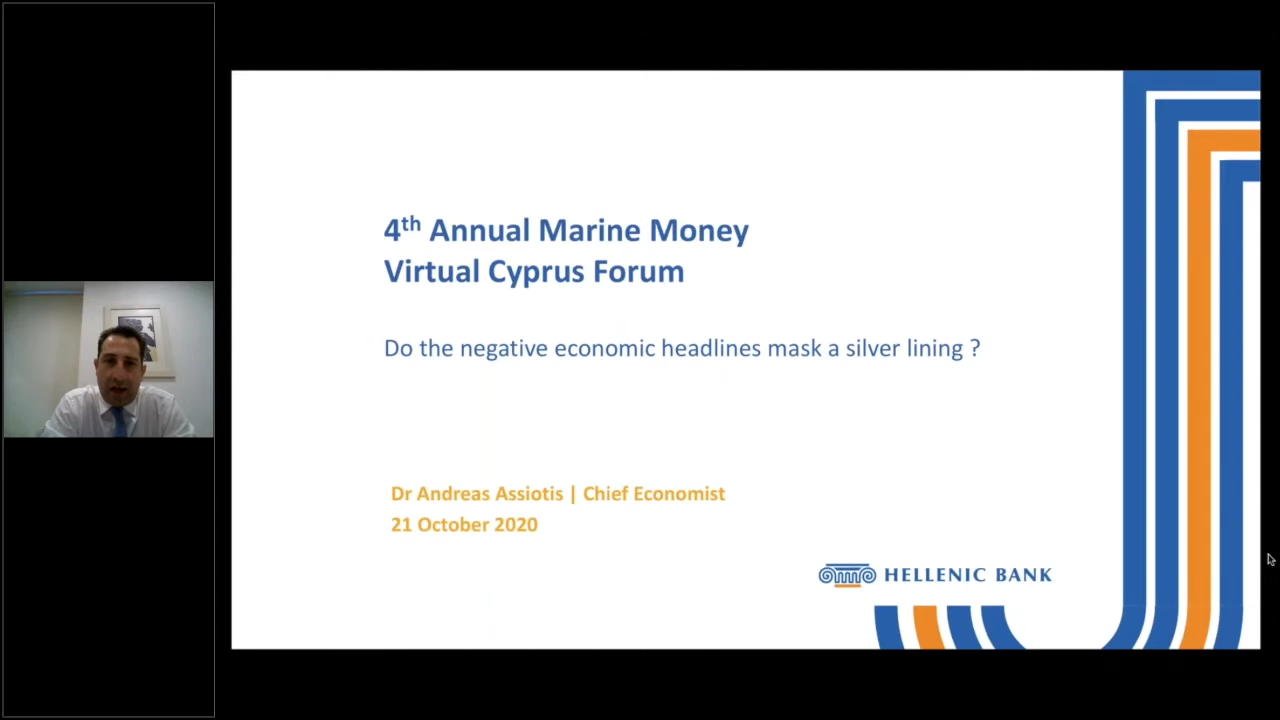 4th Annual Marine Money
Virtual Cyprus Forum
Do the negative economic headlines mask a silver lining ?
Dr Andreas Assiotis | Chief Economist
21 October 2020
HELLENIC BANK